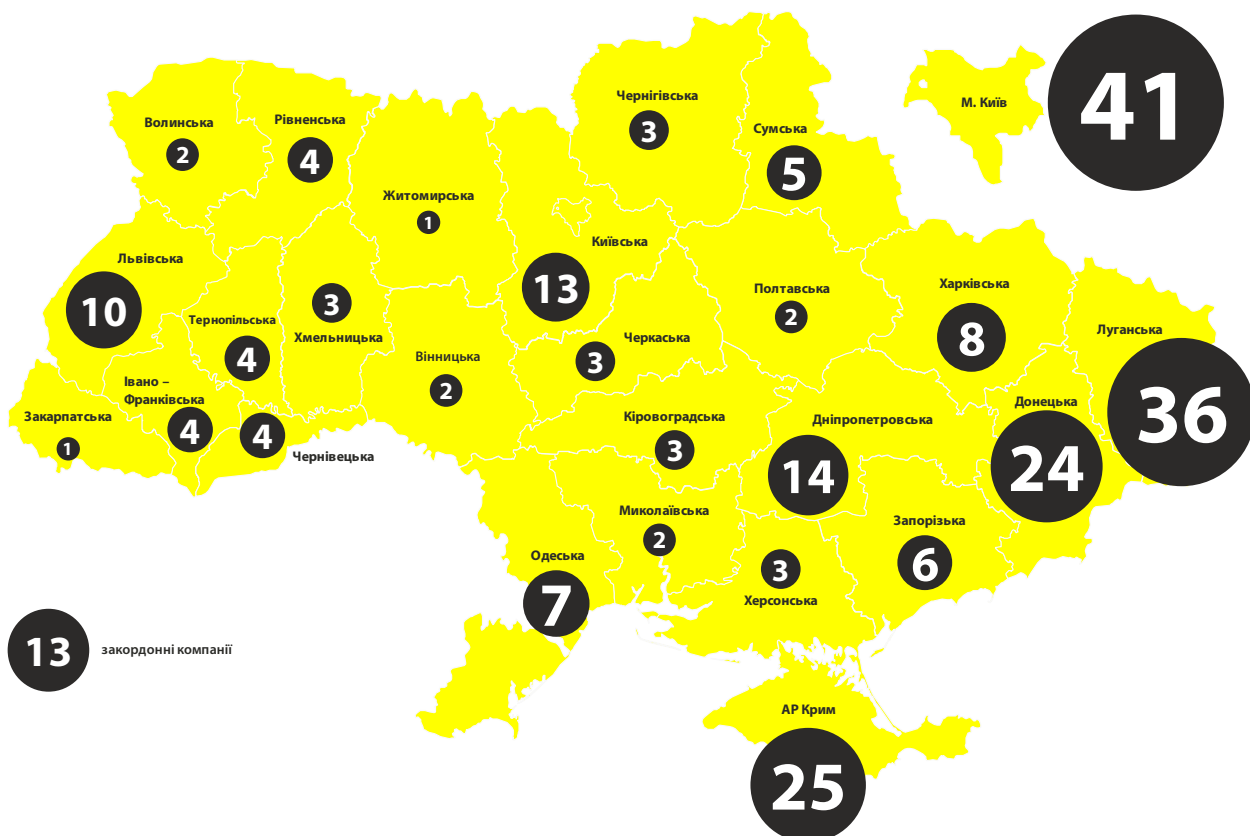 М. Київ
41
Чернігівська
3
Сумська
5
Волинська
2
Рівненська
4
Житомирська
1
Київська
13
Львівська
10
Тернопільська
4
3
Хмельницька
Вінницька
2
Черкаська
3
Полтавська
2
Харківська
8
Луганська
36
Закарпатська
1
Івано –
Франківська
4
4
Чернівецька
Кіровоградська
3
Дніпропетровська
14
Донецька
24
Миколаївська
2
Запорізька
6
Одеська
7
3
Херсонська
13
закордонні компанії
АР Крим
25